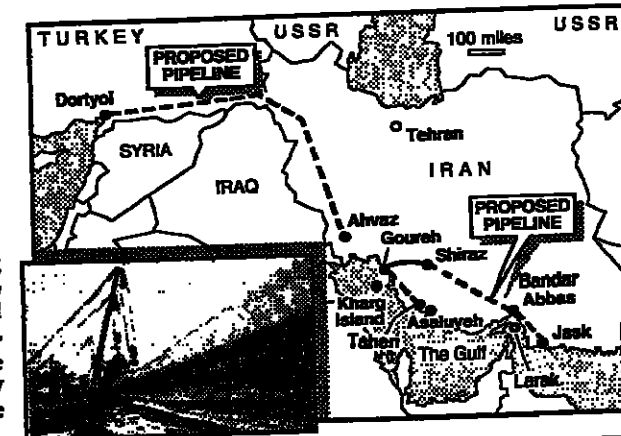 TURKEY
USSR
100 miles
USSR
PROPOSED
PIPELINE
Dortyol
Tehran
SYRIA
IRAN
IRAQ
PROPOSED
PIPELINE
Ahvaz
Goureh
Shiraz
Bandar
Abbas
Kharg
Island
Asaluyeh
Taheri
Jask
The Gulf
Larak